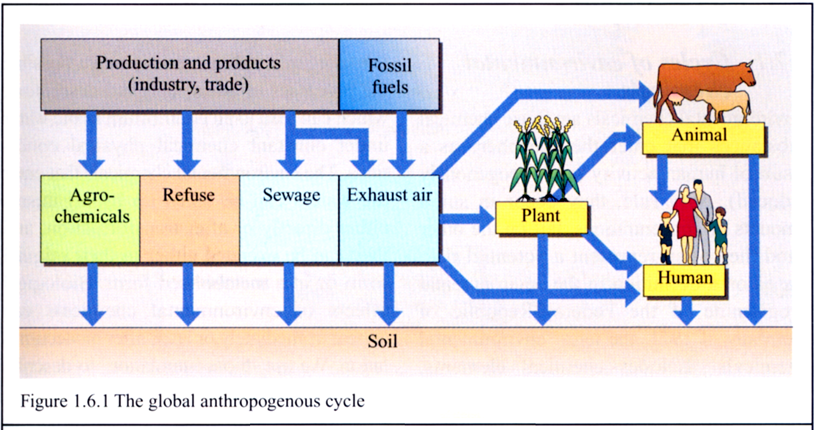 Production and products
(industry, trade)
Fossil
fuels
Animal
Agro-
chemicals
Refuse
Sewage
Exhaust air
Plant
Human
Soil
Figure 1.6.1 The global anthropogenous cycle